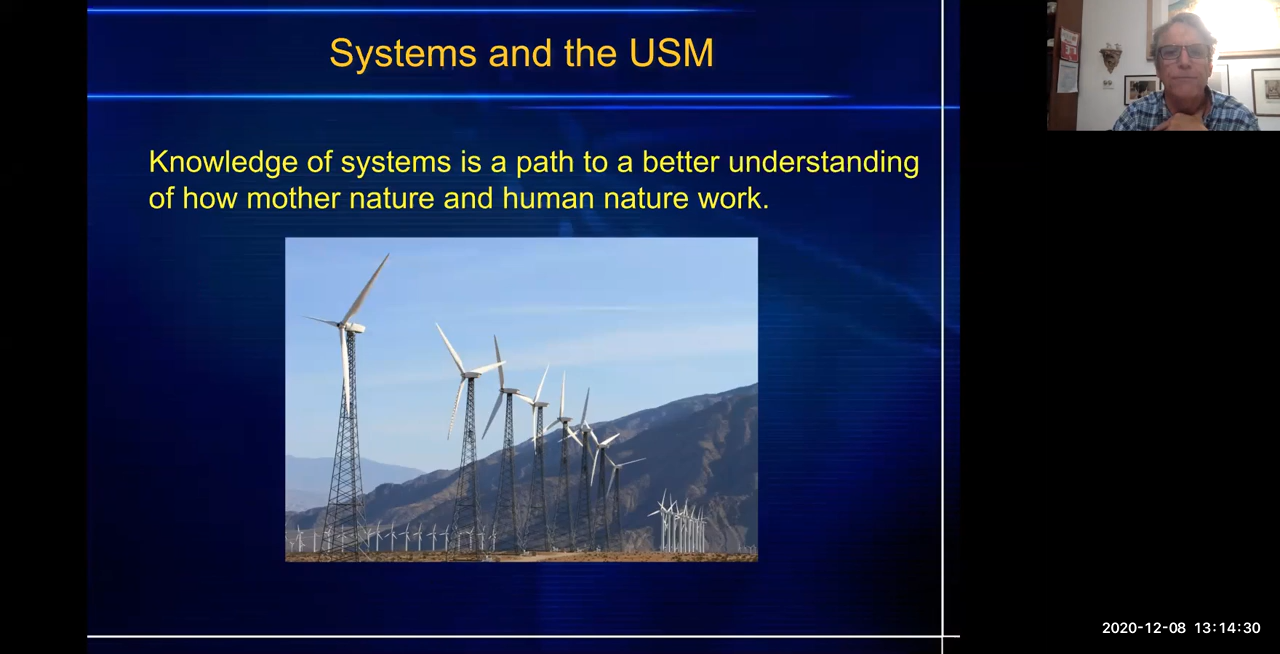 Systems and the USM
Knowledge of systems is a path to a better understanding
of how mother nature and human nature work.
2020-12-08 13:14:30